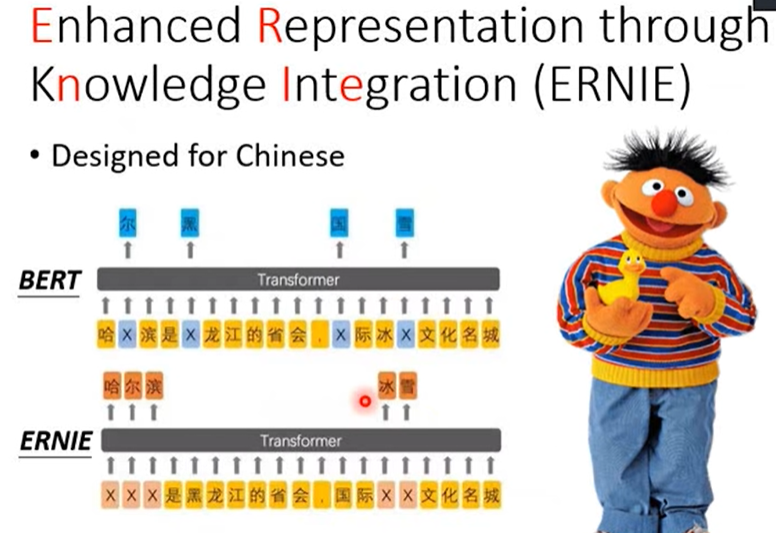 Enhanced Representation through
Knowledge Integration (ERNIE)
• Designed for Chinese
尔 黑 国 雪
BERT
Transformer
哈 X 滨 是 X 龙 江 的 省 会 , X 际 冰 X 文 化 名 城
哈 尔 滨 冰 雪
ERNIE
Transformer
X X X 是 黑 龙 江 的 省 会 , 国 际 X X 文 化 名 城